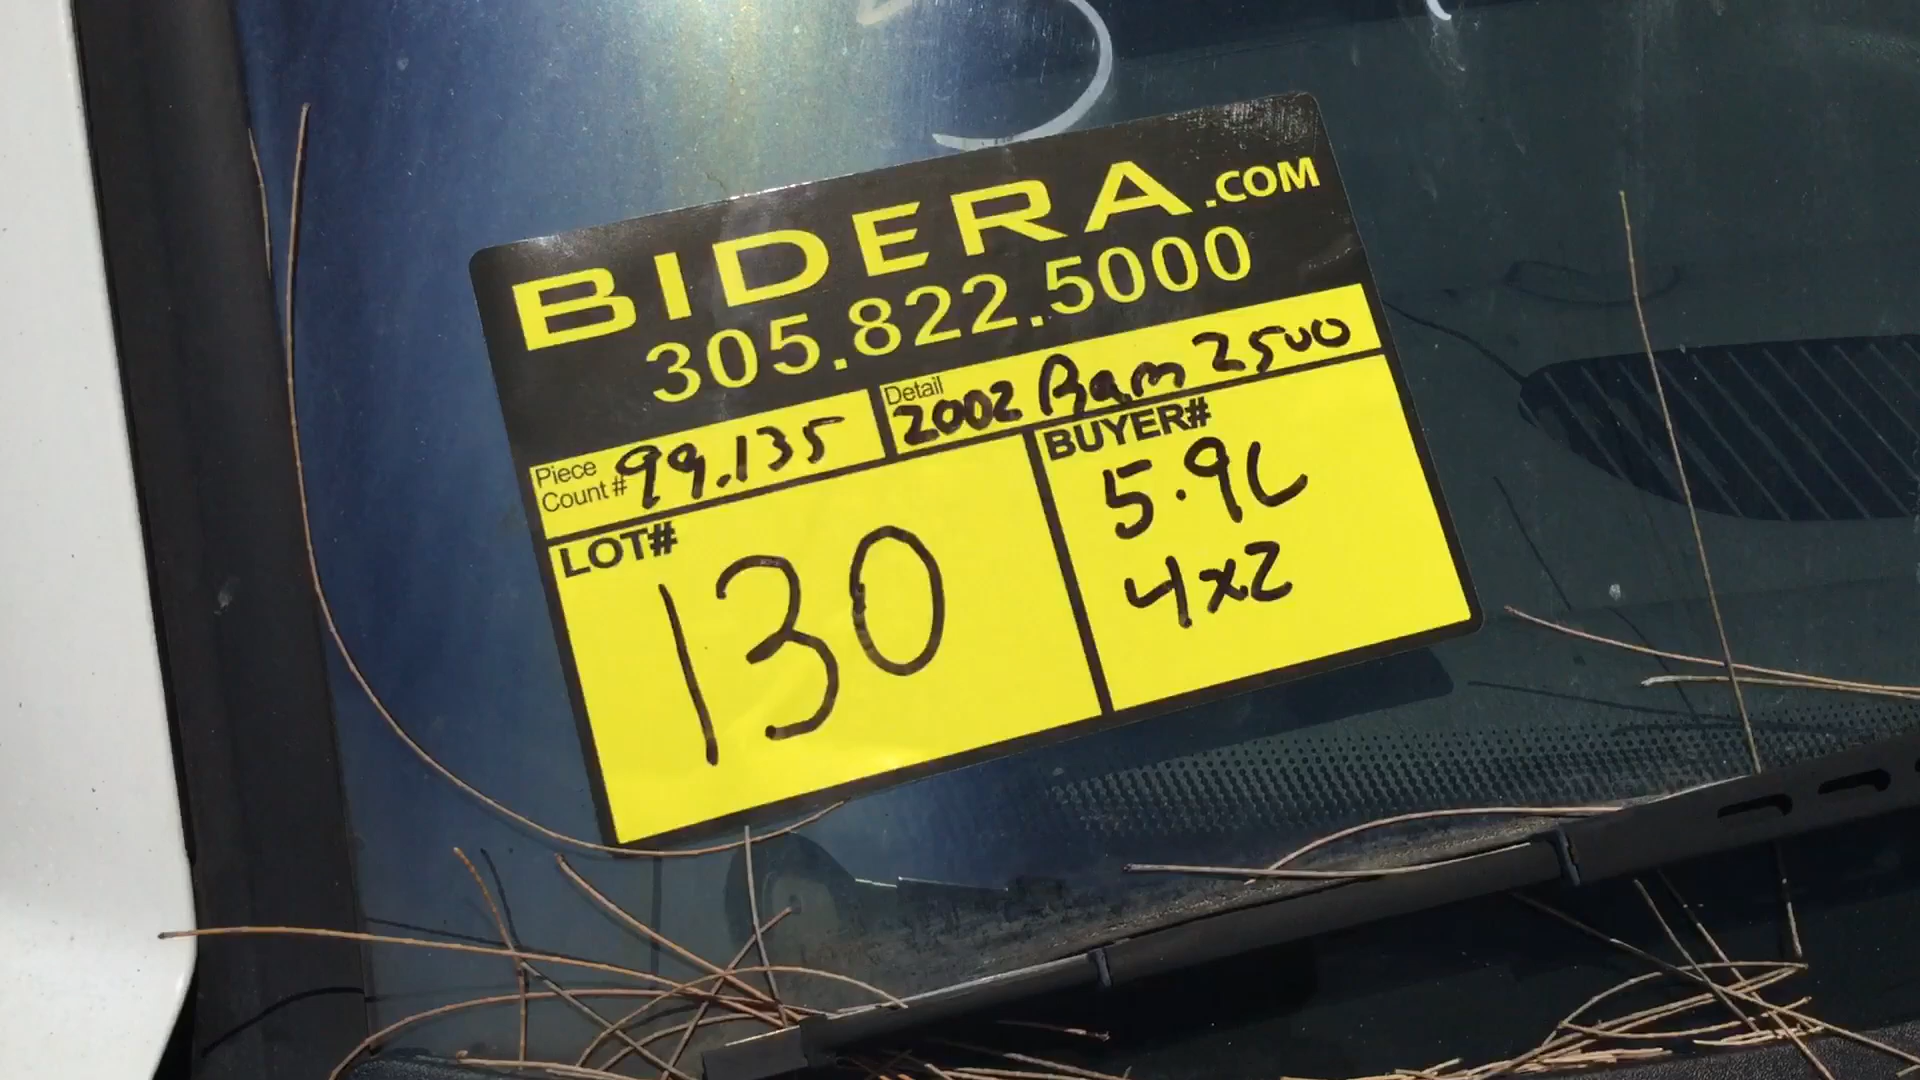 BIDERA.COM
305.822.5000
Piece Count# 99.135
Detail 2002 Ram 2500
LOT# 130
BUYER# 5.9L
4x2